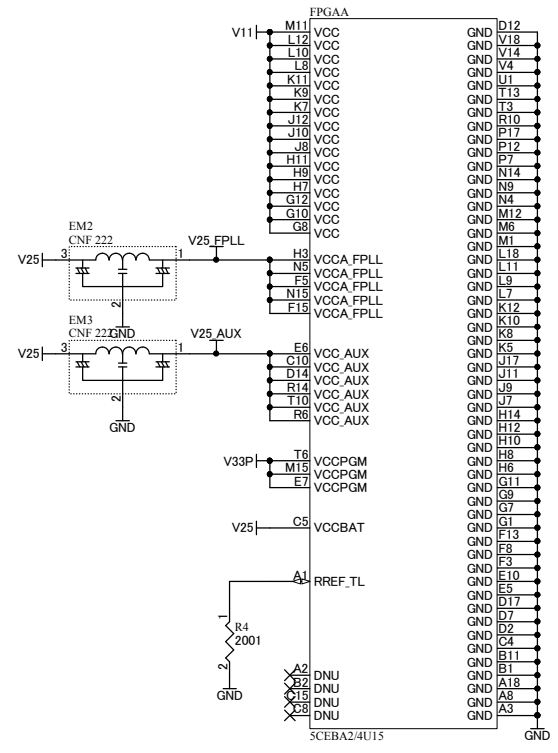 FPGAA
V11
M11 VCC
L12 VCC
L10 VCC
L8 VCC
K11 VCC
K9 VCC
K7 VCC
J12 VCC
J10 VCC
J8 VCC
H11 VCC
H9 VCC
H7 VCC
G12 VCC
G10 VCC
G8 VCC
EM2
CNF 222
V25 3 1 V25_FPLL
2
GND
H3 VCCA_FPLL
N5 VCCA_FPLL
F5 VCCA_FPLL
N15 VCCA_FPLL
F15 VCCA_FPLL
EM3
CNF 222
V25 3 1 V25_AUX
2
GND
E6 VCC_AUX
C10 VCC_AUX
D14 VCC_AUX
R14 VCC_AUX
T10 VCC_AUX
R6 VCC_AUX
V33P
T6 VCCPGM
M15 VCCPGM
E7 VCCPGM
V25 C5 VCCBAT
A1 RREF_TL
1
R4
2001
2
GND
A2 DNU
B2 DNU
C15 DNU
C8 DNU
GND D12
GND V18
GND V14
GND V4
GND U1
GND T13
GND T3
GND R10
GND P17
GND P12
GND P7
GND N14
GND N9
GND N4
GND M12
GND M6
GND M1
GND L18
GND L11
GND L9
GND L7
GND K12
GND K10
GND K8
GND K5
GND J17
GND J11
GND J9
GND J7
GND H14
GND H12
GND H10
GND H8
GND H6
GND G11
GND G9
GND G7
GND G1
GND F13
GND F8
GND F3
GND E10
GND E5
GND D17
GND D7
GND D2
GND C4
GND B11
GND B1
GND A18
GND A8
GND A3
5CEBA2/4U15
GND